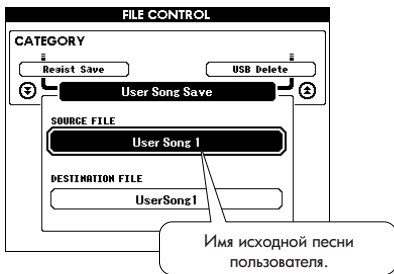 FILE CONTROL
CATEGORY
Regist Save
USB Delete
User Song Save
SOURCE FILE
User Song 1
DESTINATION FILE
UserSong1
Имя исходной песни
пользователя.